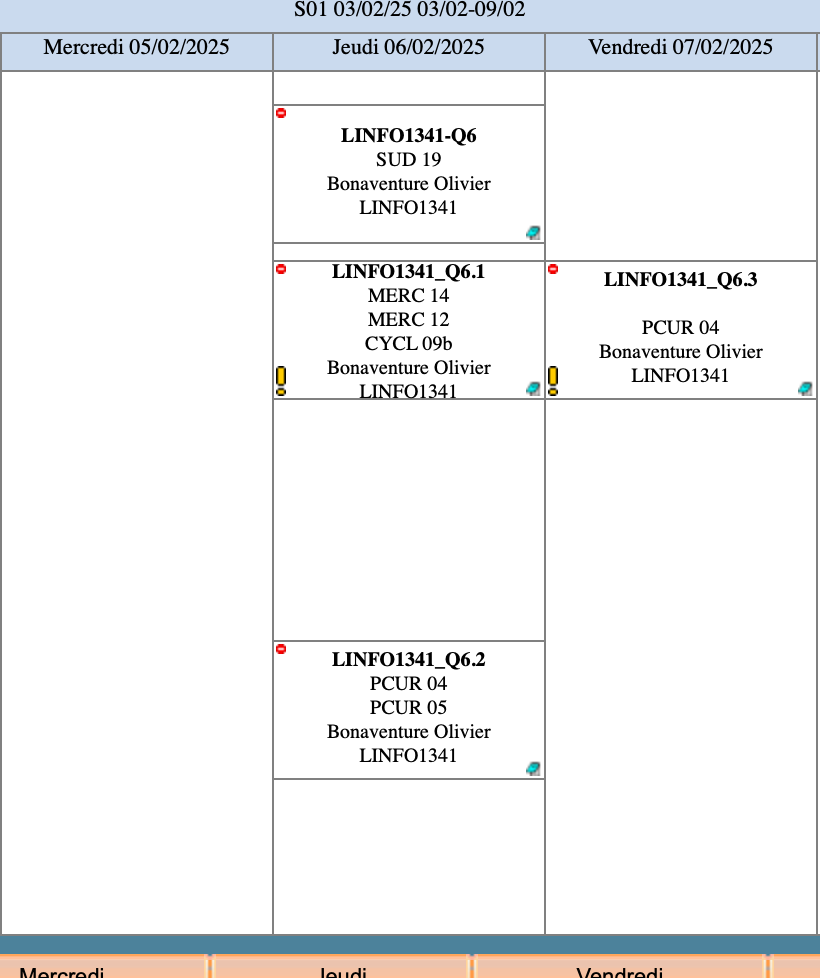 S01 03/02/25 03/02-09/02
Mercredi 05/02/2025
Jeudi 06/02/2025
Vendredi 07/02/2025
LINFO1341-Q6
SUD 19
Bonaventure Olivier
LINFO1341
LINFO1341_Q6.1
MERC 14
MERC 12
CYCL 09b
Bonaventure Olivier
LINFO1341
LINFO1341_Q6.3
PCUR 04
Bonaventure Olivier
LINFO1341
LINFO1341_Q6.2
PCUR 04
PCUR 05
Bonaventure Olivier
LINFO1341
Mercredi
Jeudi
Vendredi